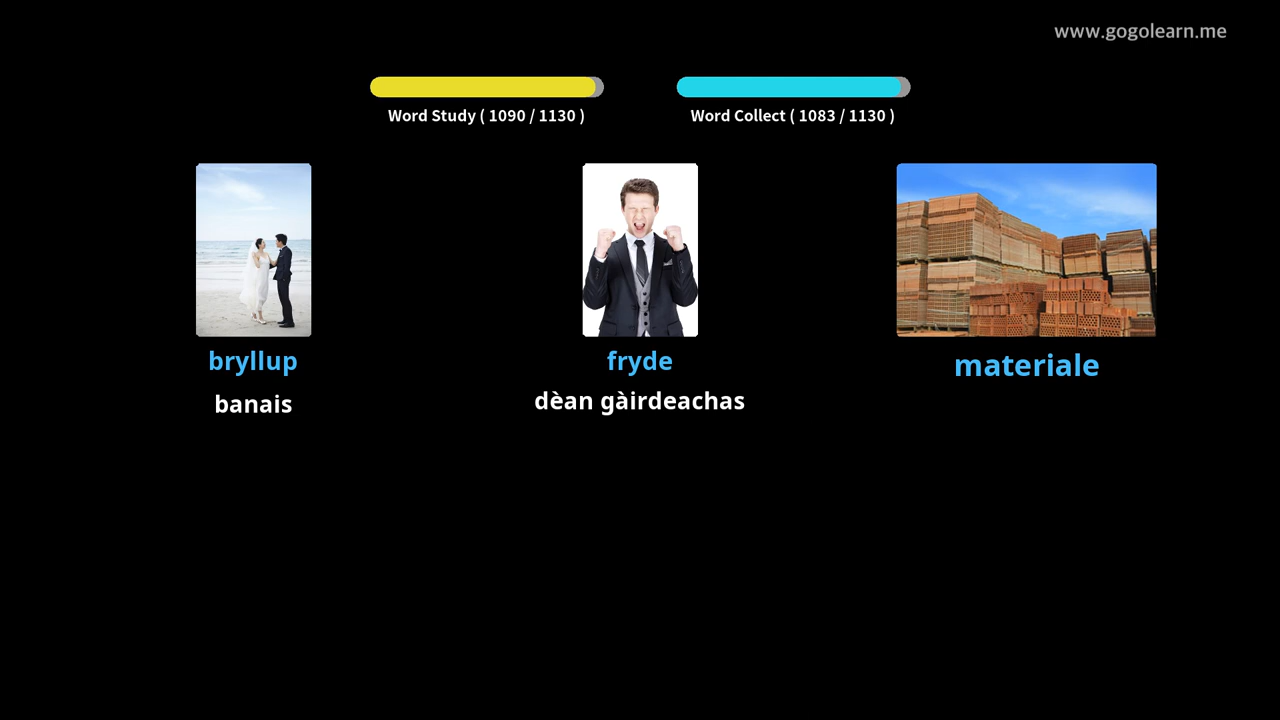 www.gogolearn.me
Word Study ( 1090 / 1130 )
Word Collect ( 1083 / 1130 )
bryllup
banais
fryde
dèan gàirdeachas
materiale